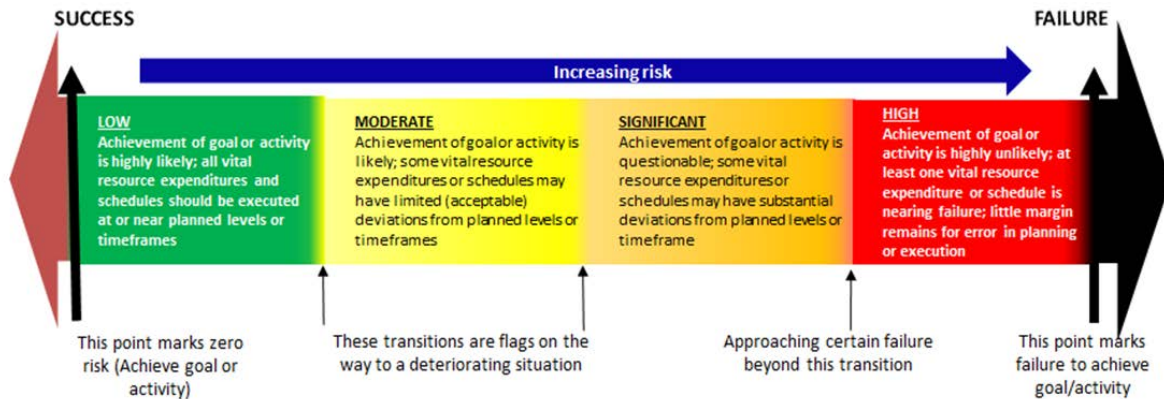 SUCCESS
FAILURE
Increasing risk
LOW
Achievement of goal or activity
is highly likely; all vital
resource expenditures and
schedules should be executed
at or near planned levels or
timeframes
MODERATE
Achievement of goal or activity is
likely; some vital resource
expenditures or schedules may
have limited (acceptable)
deviations from planned levels or
timeframes
SIGNIFICANT
Achievement of goal or activity is
questionable; some vital
resource expenditures or
schedules may have substantial
deviations from planned levels or
timeframe
HIGH
Achievement of goal or
activity is highly unlikely; at
least one vital resource
expenditure or schedule is
nearing failure; little margin
remains for error in planning
or execution
This point marks zero
risk (Achieve goal or
activity)
These transitions are flags on the
way to a deteriorating situation
Approaching certain failure
beyond this transition
This point marks
failure to achieve
goal/activity